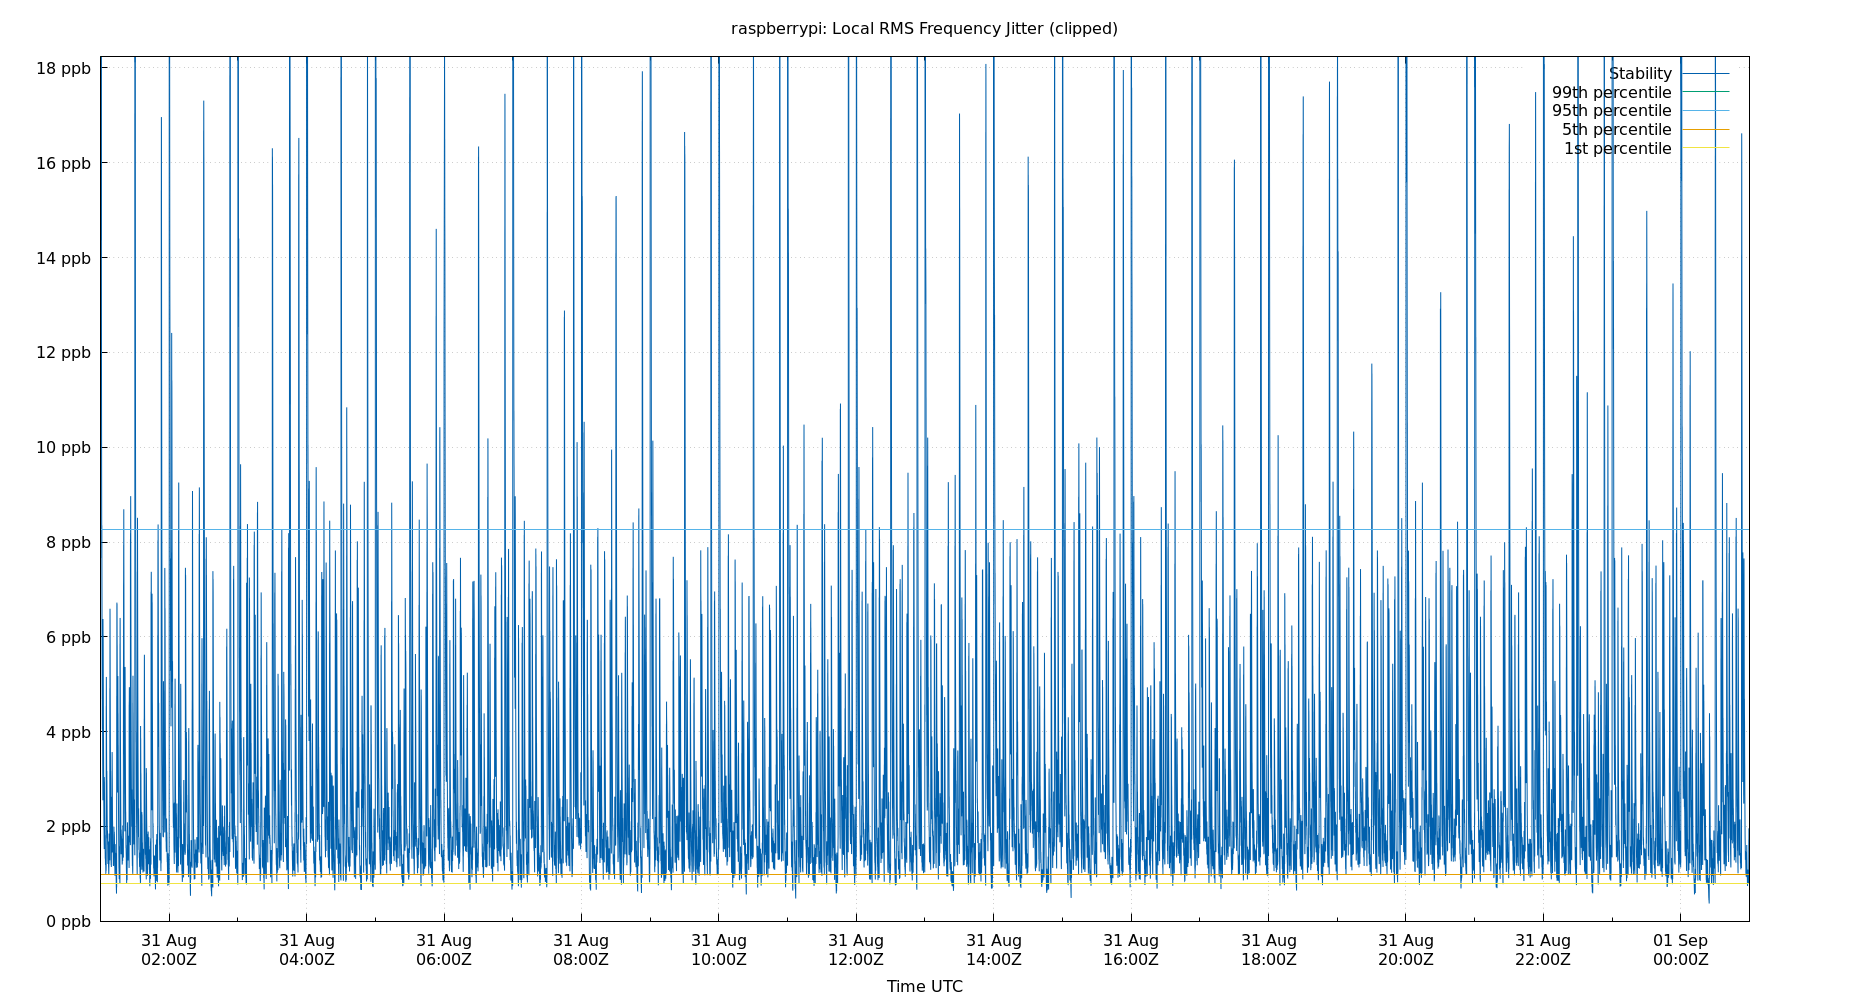 raspberrypi: Local RMS Frequency Jitter (clipped)
18 ppb
16 ppb
14 ppb
12 ppb
10 ppb
8 ppb
6 ppb
4 ppb
2 ppb
0 ppb
Stability
99th percentile
95th percentile
5th percentile
1st percentile
31 Aug 31 Aug 31 Aug 31 Aug 31 Aug 31 Aug 31 Aug 31 Aug 31 Aug 31 Aug 31 Aug 01 Sep
02:00Z 04:00Z 06:00Z 08:00Z 10:00Z 12:00Z 14:00Z 16:00Z 18:00Z 20:00Z 22:00Z 00:00Z
Time UTC